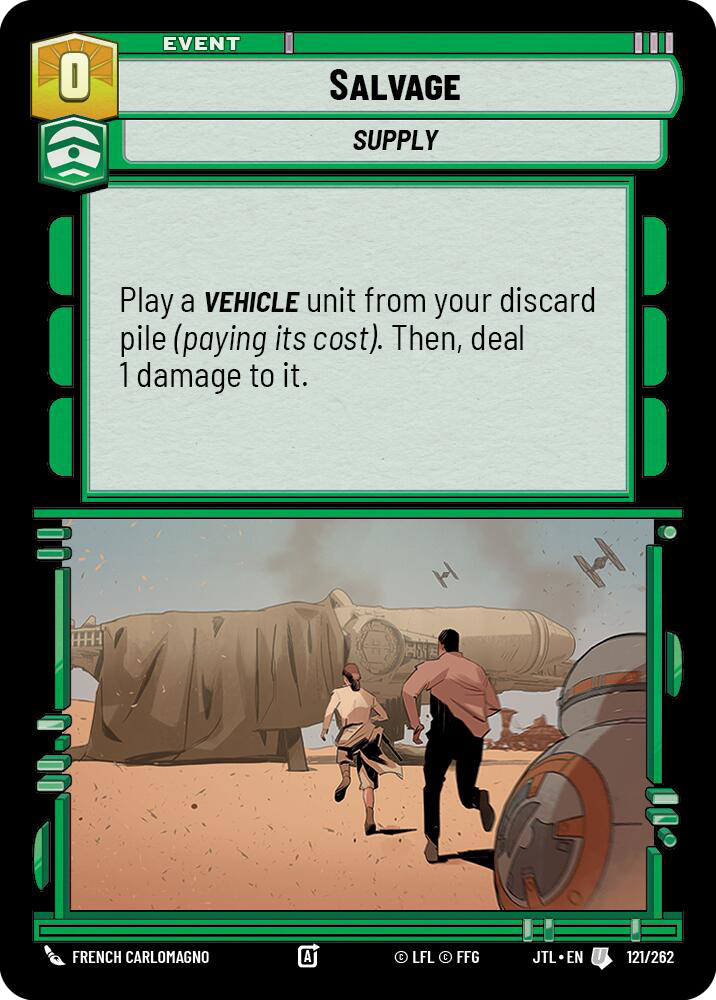 EVENT
0
SALVAGE
SUPPLY
Play a VEHICLE unit from your discard
pile (paying its cost). Then, deal
1 damage to it.
FRENCH CARLOMAGNO
A
© LFL © FFG
JTL • EN
U
121/262